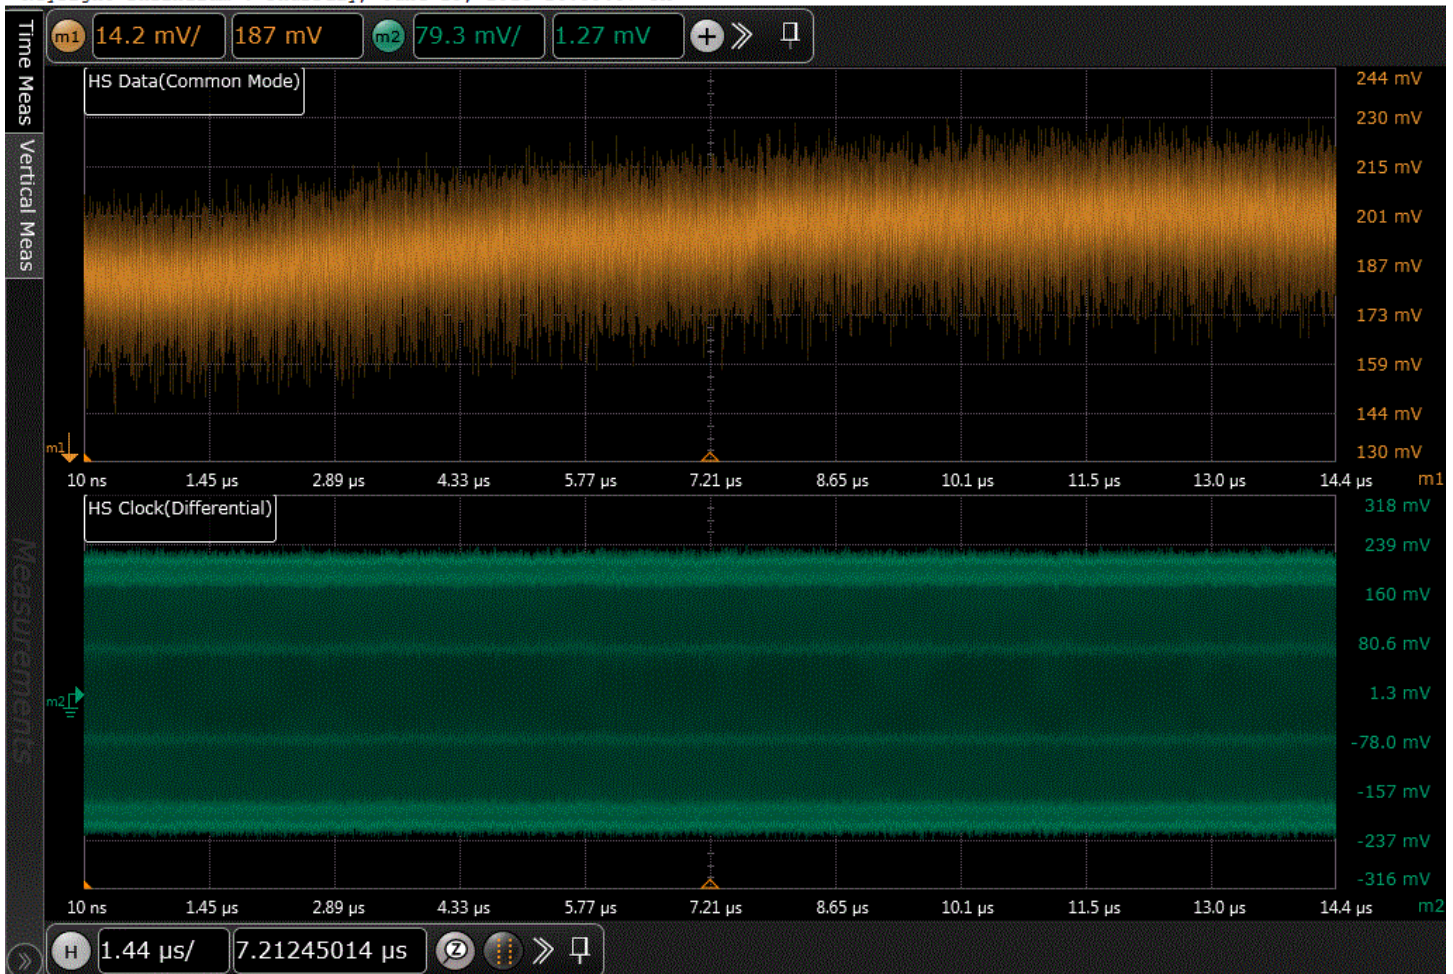 m1 14.2 mV/ 187 mV m2 79.3 mV/ 1.27 mV
Time Meas
Vertical Meas
Measurements
HS Data(Common Mode)
244 mV
230 mV
215 mV
201 mV
187 mV
173 mV
159 mV
144 mV
130 mV
m1
10 ns 1.45 µs 2.89 µs 4.33 µs 5.77 µs 7.21 µs 8.65 µs 10.1 µs 11.5 µs 13.0 µs 14.4 µs m1
HS Clock(Differential)
318 mV
239 mV
160 mV
80.6 mV
1.3 mV
-78.0 mV
-157 mV
-237 mV
-316 mV
m2
10 ns 1.45 µs 2.89 µs 4.33 µs 5.77 µs 7.21 µs 8.65 µs 10.1 µs 11.5 µs 13.0 µs 14.4 µs m2
H 1.44 µs/ 7.21245014 µs Z